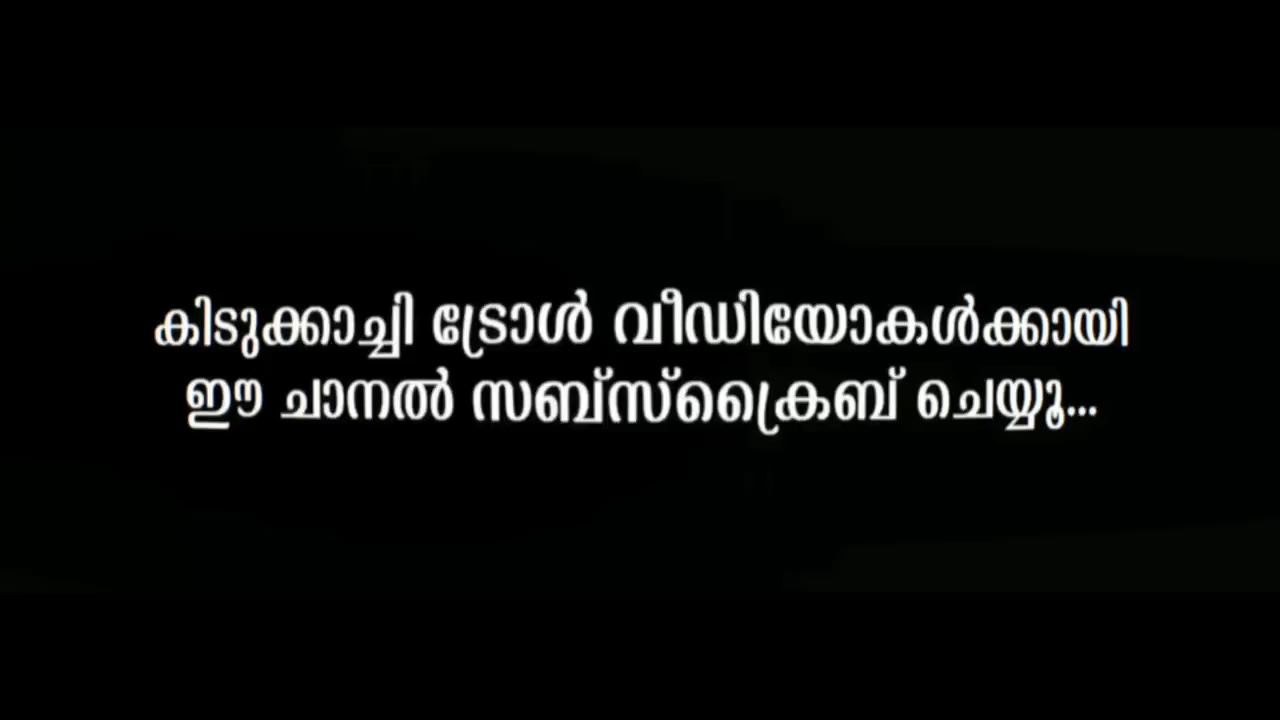 കിടുക്കാച്ചി ട്രോൾ വീഡിയോകൾക്കായി
ഈ ചാനൽ സബ്സ്ക്രൈബ് ചെയ്യൂ...